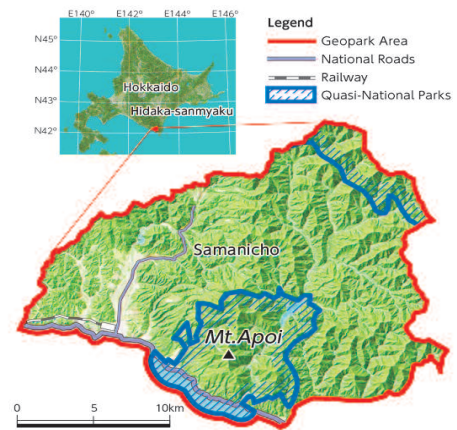 E140° E142° E144° E146°
N45°
N44°
N43°
N42°
Hokkaido
Hidaka-sanmyaku
Legend
Geopark Area
National Roads
Railway
Quasi-National Parks
Samanicho
Mt.Apoi
0 5 10km